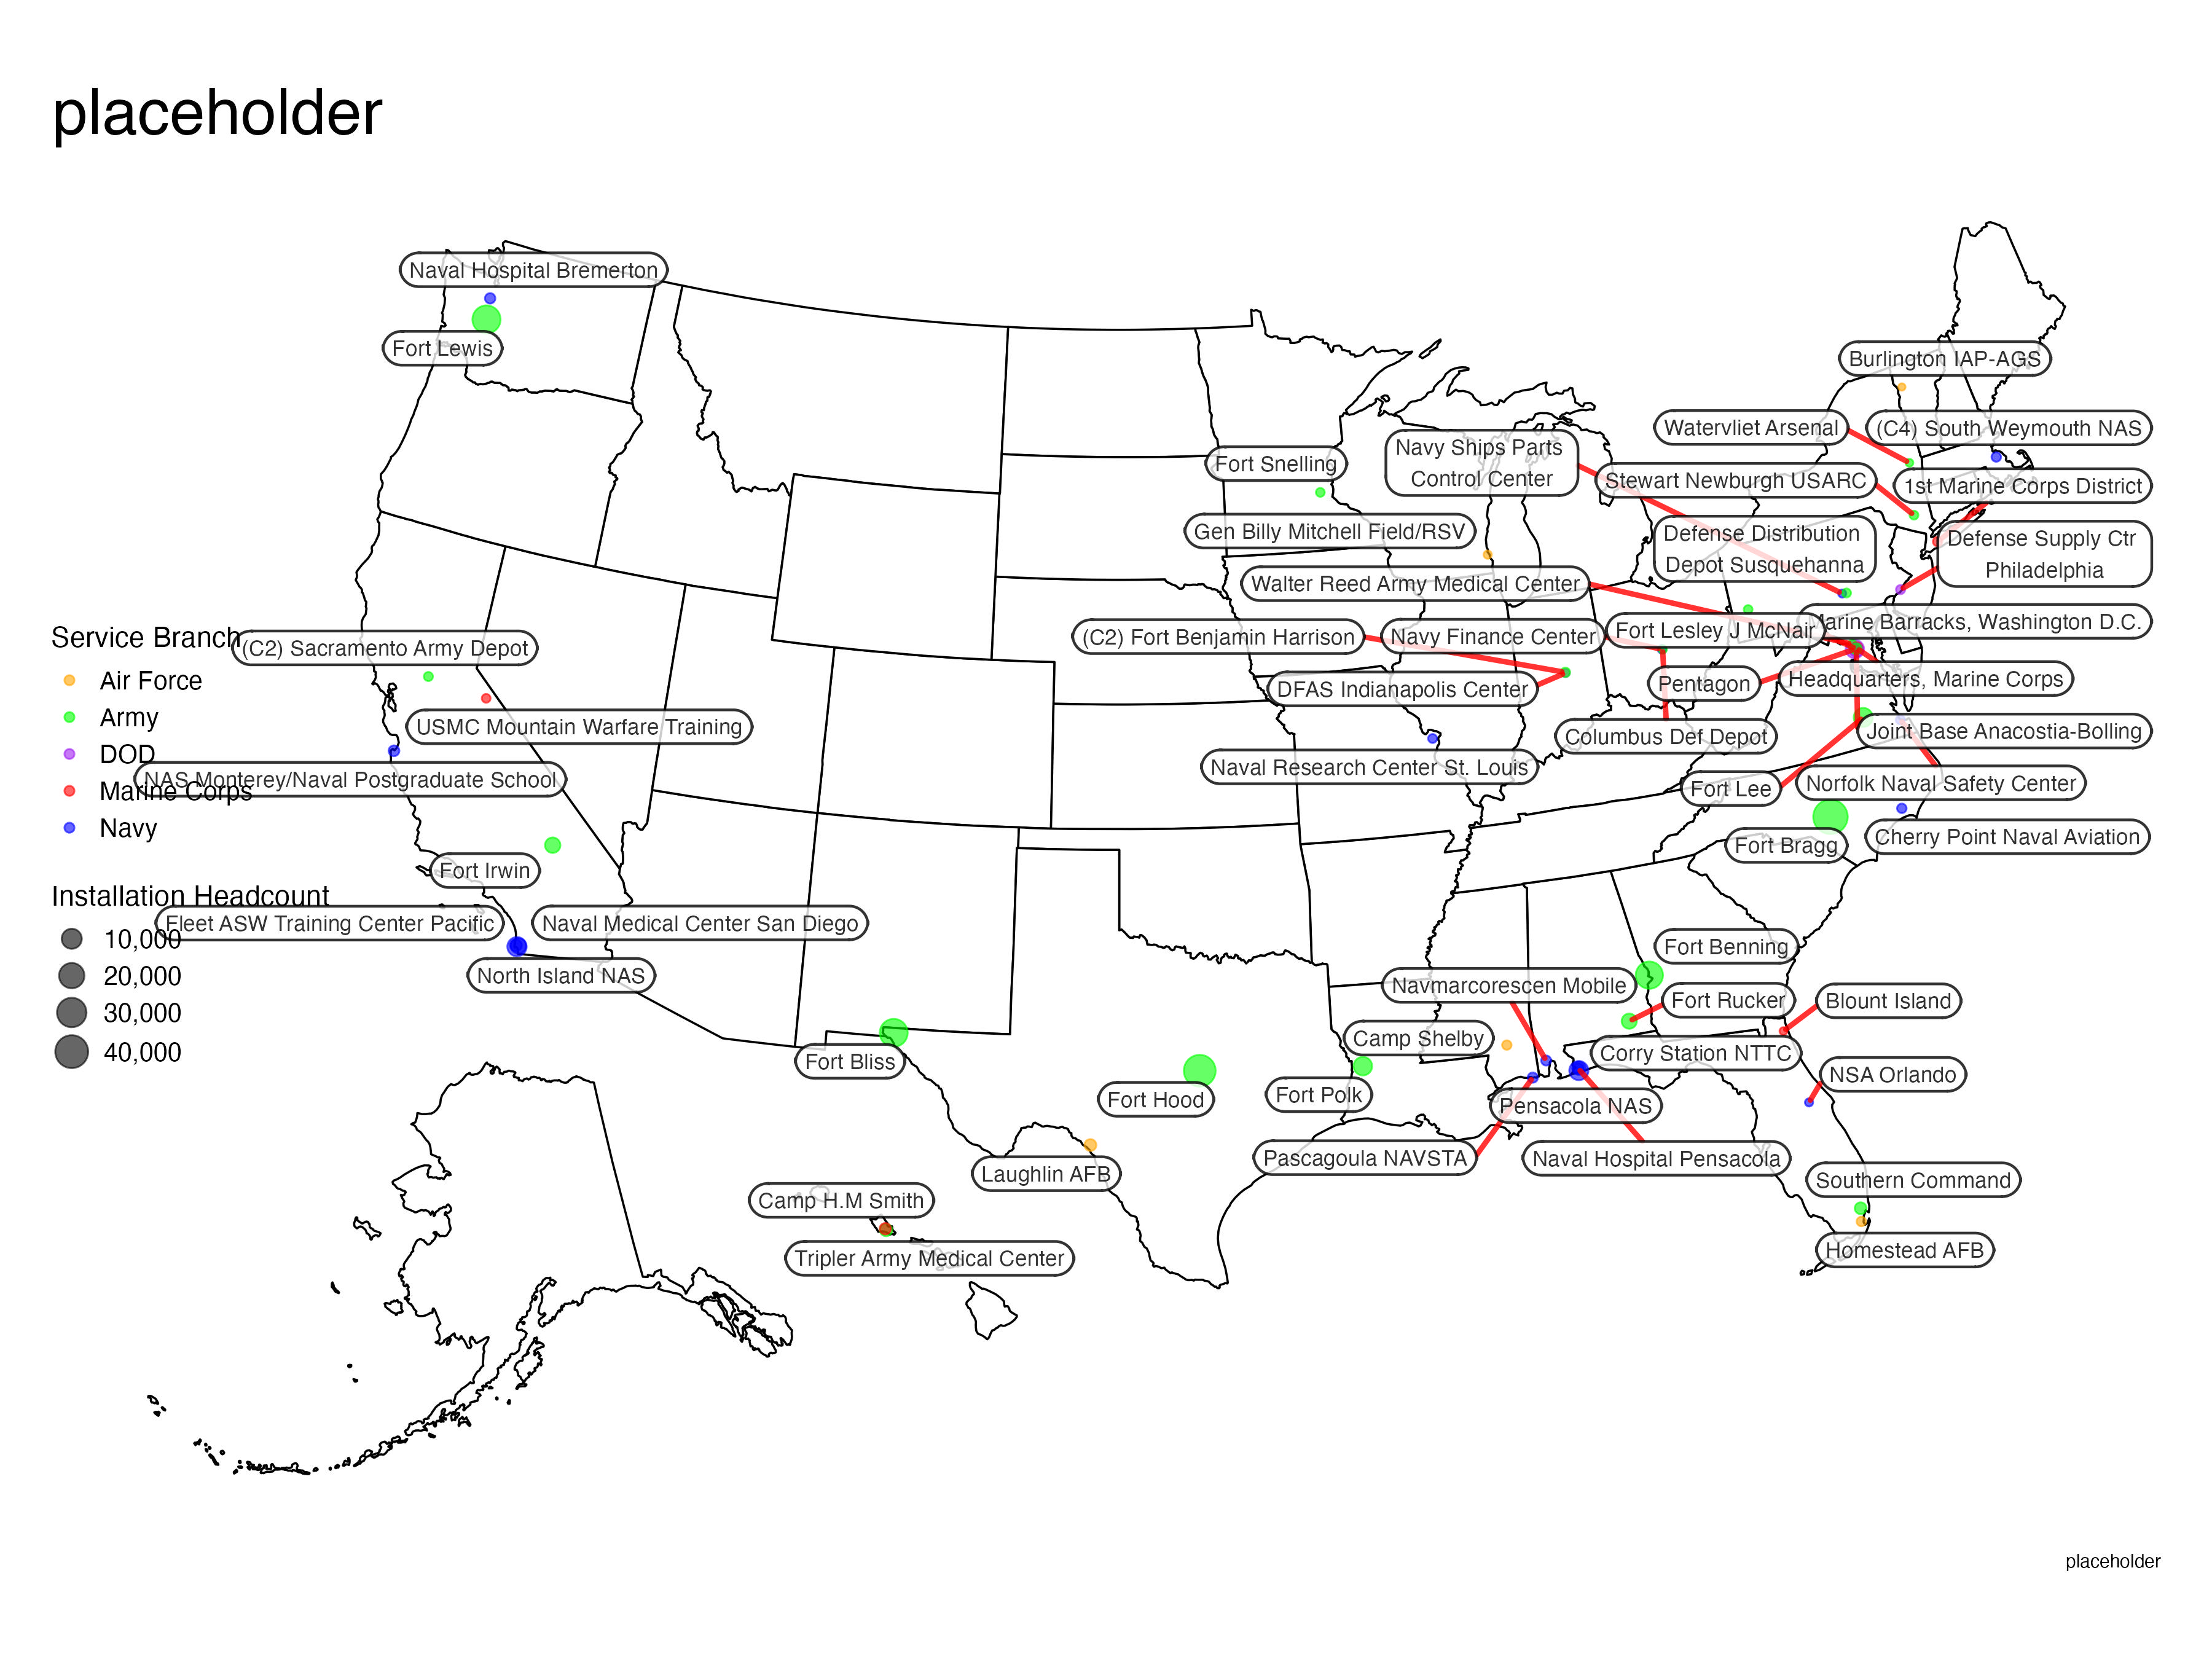 placeholder
Naval Hospital Bremerton
Fort Lewis
Burlington IAP-AGS
Watervliet Arsenal
(C4) South Weymouth NAS
Navy Ships Parts
Control Center
Fort Snelling
Stewart Newburgh USARC
1st Marine Corps District
Gen Billy Mitchell Field/RSV
Defense Distribution
Depot Susquehanna
Defense Supply Ctr
Philadelphia
Walter Reed Army Medical Center
Marine Barracks, Washington D.C.
(C2) Fort Benjamin Harrison
Navy Finance Center
Fort Lesley J McNair
DFAS Indianapolis Center
Pentagon
Headquarters, Marine Corps
Columbus Def Depot
Joint Base Anacostia-Bolling
Naval Research Center St. Louis
Fort Lee
Norfolk Naval Safety Center
Fort Bragg
Cherry Point Naval Aviation
Service Branch
Air Force
Army
DOD
Marine Corps
Navy
(C2) Sacramento Army Depot
USMC Mountain Warfare Training
NAS Monterey/Naval Postgraduate School
Fort Irwin
Installation Headcount
10,000
20,000
30,000
40,000
Fleet ASW Training Center Pacific
Naval Medical Center San Diego
North Island NAS
Fort Benning
Navmarcorescen Mobile
Fort Rucker
Blount Island
Camp Shelby
Corry Station NTTC
Fort Bliss
Fort Hood
Fort Polk
Pensacola NAS
NSA Orlando
Laughlin AFB
Pascagoula NAVSTA
Naval Hospital Pensacola
Southern Command
Camp H.M Smith
Tripler Army Medical Center
Homestead AFB
placeholder